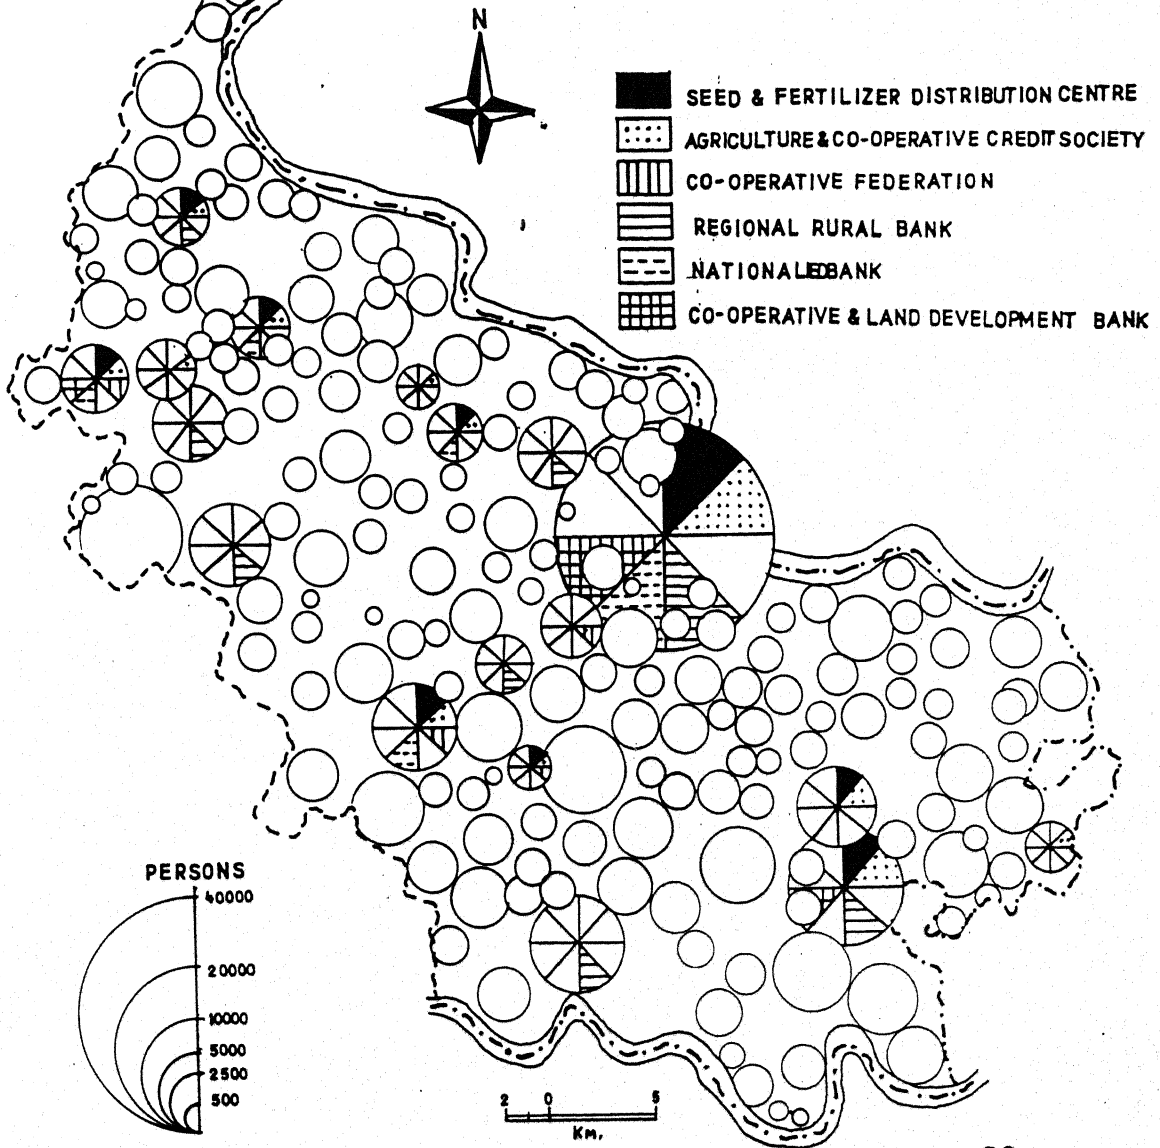 N
SEED & FERTILIZER DISTRIBUTION CENTRE
AGRICULTURE & CO-OPERATIVE CREDIT SOCIETY
CO-OPERATIVE FEDERATION
REGIONAL RURAL BANK
NATIONALEDBANK
CO-OPERATIVE & LAND DEVELOPMENT BANK
PERSONS
40000
20000
10000
5000
2500
500
2 0 5
Km.